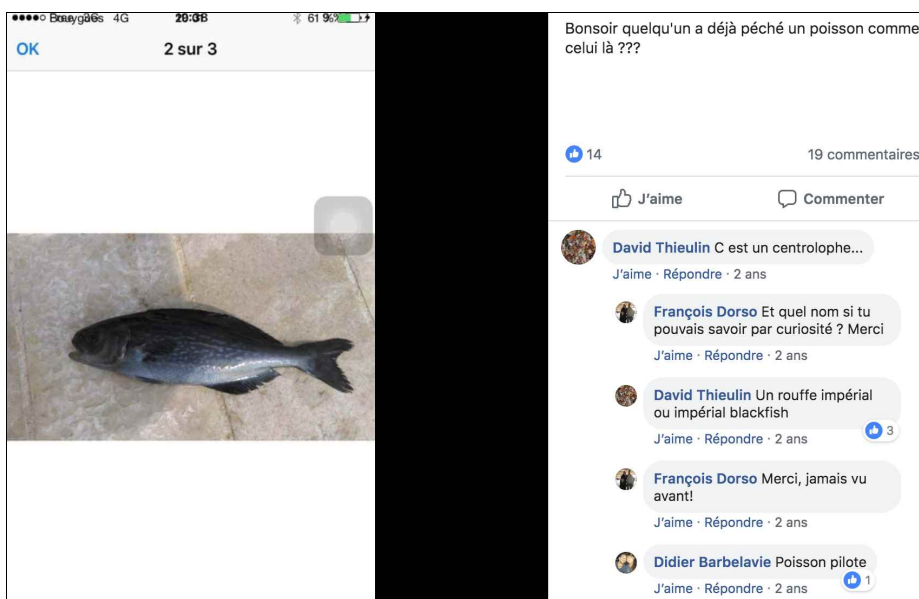 4G
61
OK
2 sur 3
Bonsoir quelqu'un a déjà péché un poisson comme
celui là ???
14
19 commentaires
J'aime
Commenter
David Thieulin C est un centrolophe...
J'aime · Répondre · 2 ans
François Dorso Et quel nom si tu
pouvais savoir par curiosité ? Merci
J'aime · Répondre · 2 ans
David Thieulin Un rouffe impérial
ou impérial blackfish
3
J'aime · Répondre · 2 ans
François Dorso Merci, jamais vu
avant!
J'aime · Répondre · 2 ans
Didier Barbelavie Poisson pilote
1
J'aime · Répondre · 2 ans